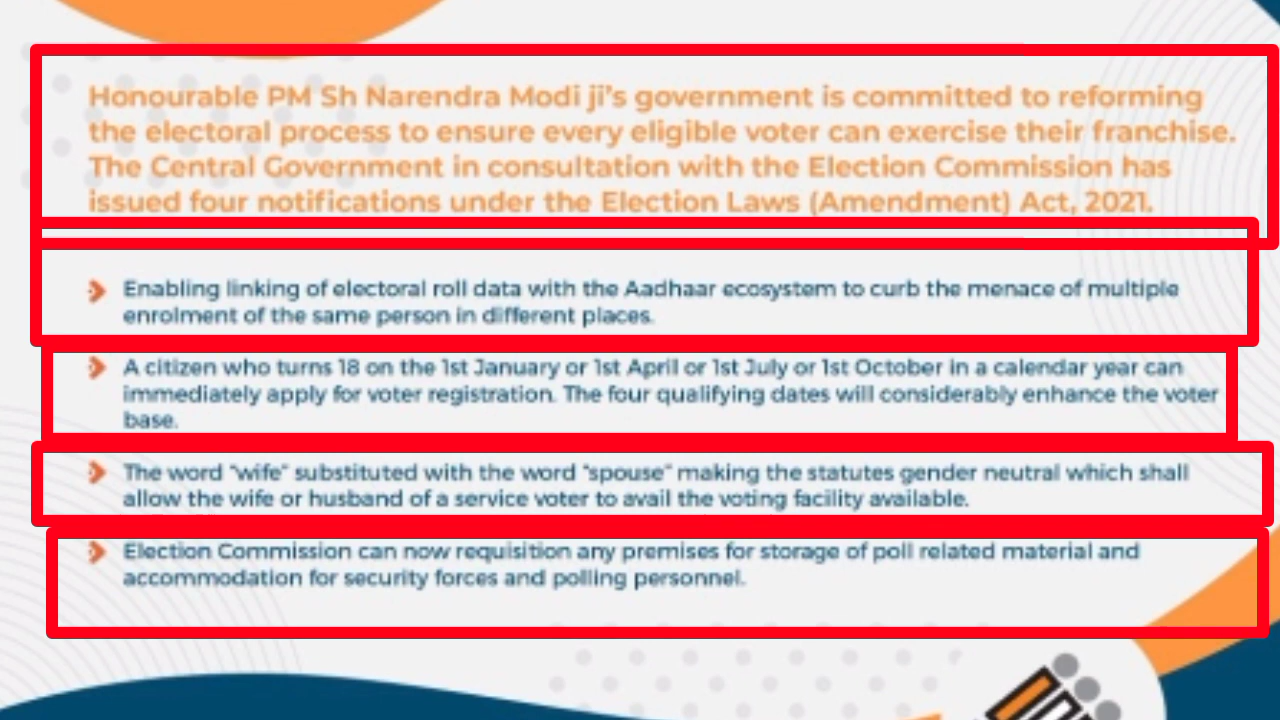 Honourable PM Sh Narendra Modi ji's government is committed to reforming
the electoral process to ensure every eligible voter can exercise their franchise.
The Central Government in consultation with the Election Commission has
issued four notifications under the Election Laws (Amendment) Act, 2021.
Enabling linking of electoral roll data with the Aadhaar ecosystem to curb the menace of multiple
enrolment of the same person in different places.
A citizen who turns 18 on the 1st January or 1st April or 1st July or 1st October in a calendar year can
immediately apply for voter registration. The four qualifying dates will considerably enhance the voter
base.
The word "wife" substituted with the word "spouse" making the statutes gender neutral which shall
allow the wife or husband of a service voter to avail the voting facility available.
Election Commission can now requisition any premises for storage of poll related material and
accommodation for security forces and polling personnel.